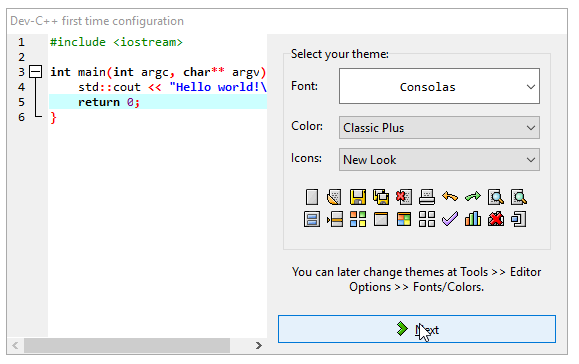 Dev-C++ first time configuration
1 #include <iostream>
2
3 int main(int argc, char** argv)
4 std::cout << "Hello world!\
5 return 0;
6 }
Select your theme:
Font: Consolas
Color: Classic Plus
Icons: New Look
You can later change themes at Tools >> Editor
Options >> Fonts/Colors.
Next